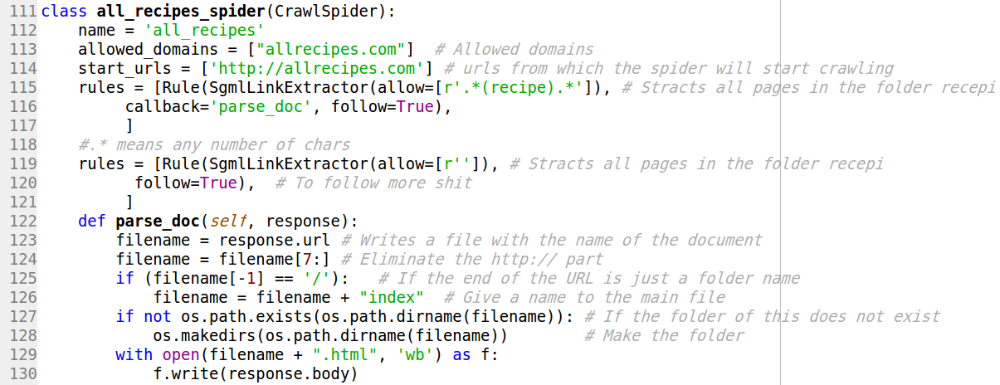 111 class all_recipes_spider(CrawlSpider):
112     name = 'all_recipes'
113     allowed_domains = ["allrecipes.com"]  # Allowed domains
114     start_urls = ['http://allrecipes.com'] # urls from which the spider will start crawling
115     rules = [Rule(SgmlLinkExtractor(allow=[r'.*(recipe).*']), # Stracts all pages in the folder recepi
116          callback='parse_doc', follow=True),
117          ]
118     #.* means any number of chars
119     rules = [Rule(SgmlLinkExtractor(allow=[r'']), # Stracts all pages in the folder recepi
120           follow=True),  # To follow more shit
121          ]
122     def parse_doc(self, response):
123         filename = response.url # Writes a file with the name of the document
124         filename = filename[7:] # Eliminate the http:// part
125         if (filename[-1] == '/'):   # If the end of the URL is just a folder name
126             filename = filename + "index"  # Give a name to the main file
127         if not os.path.exists(os.path.dirname(filename)): # If the folder of this does not exist
128             os.makedirs(os.path.dirname(filename))        # Make the folder
129         with open(filename + ".html", 'wb') as f:
130             f.write(response.body)